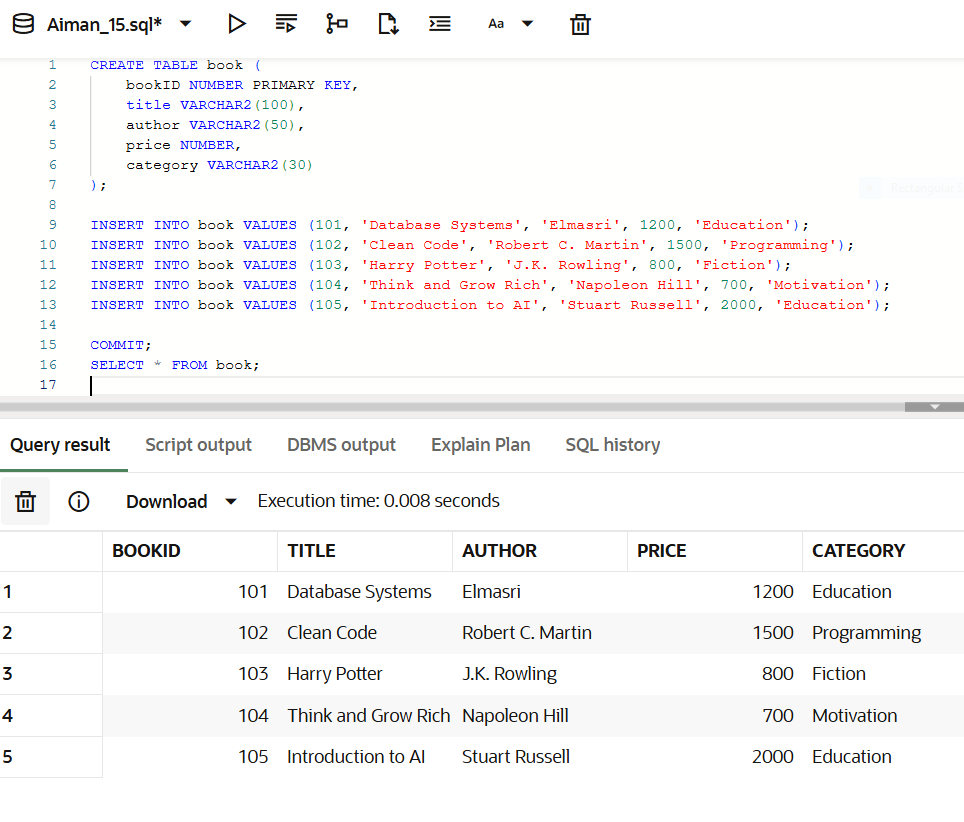 Aiman_15.sql*
Aa
1 CREATE TABLE book (
2 bookID NUMBER PRIMARY KEY,
3 title VARCHAR2(100),
4 author VARCHAR2(50),
5 price NUMBER,
6 category VARCHAR2(30)
7 );
8
9 INSERT INTO book VALUES (101, 'Database Systems', 'Elmasri', 1200, 'Education');
10 INSERT INTO book VALUES (102, 'Clean Code', 'Robert C. Martin', 1500, 'Programming');
11 INSERT INTO book VALUES (103, 'Harry Potter', 'J.K. Rowling', 800, 'Fiction');
12 INSERT INTO book VALUES (104, 'Think and Grow Rich', 'Napoleon Hill', 700, 'Motivation');
13 INSERT INTO book VALUES (105, 'Introduction to AI', 'Stuart Russell', 2000, 'Education');
14
15 COMMIT;
16 SELECT * FROM book;
17
Query result Script output DBMS output Explain Plan SQL history
Download Execution time: 0.008 seconds
BOOKID TITLE AUTHOR PRICE CATEGORY
1 101 Database Systems Elmasri 1200 Education
2 102 Clean Code Robert C. Martin 1500 Programming
3 103 Harry Potter J.K. Rowling 800 Fiction
4 104 Think and Grow Rich Napoleon Hill 700 Motivation
5 105 Introduction to AI Stuart Russell 2000 Education